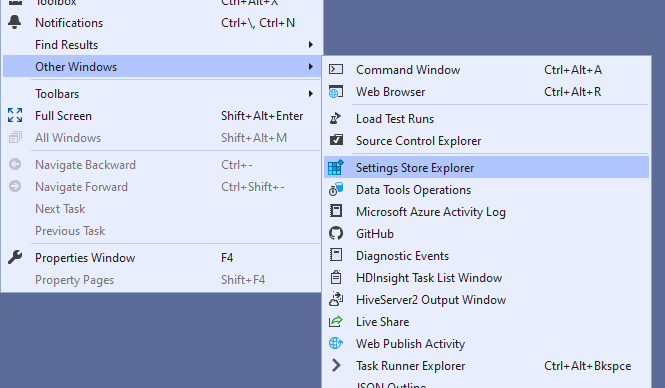 Toolbox Ctrl+Alt+X
Notifications Ctrl+\, Ctrl+N
Find Results
Other Windows
Toolbars
Full Screen Shift+Alt+Enter
All Windows Shift+Alt+M
Navigate Backward Ctrl+-
Navigate Forward Ctrl+Shift+-
Next Task
Previous Task
Properties Window F4
Property Pages Shift+F4
Command Window Ctrl+Alt+A
Web Browser Ctrl+Alt+R
Load Test Runs
Source Control Explorer
Settings Store Explorer
Data Tools Operations
Microsoft Azure Activity Log
GitHub
Diagnostic Events
HDInsight Task List Window
HiveServer2 Output Window
Live Share
Web Publish Activity
Task Runner Explorer Ctrl+Alt+Bkspce
JSON Outline